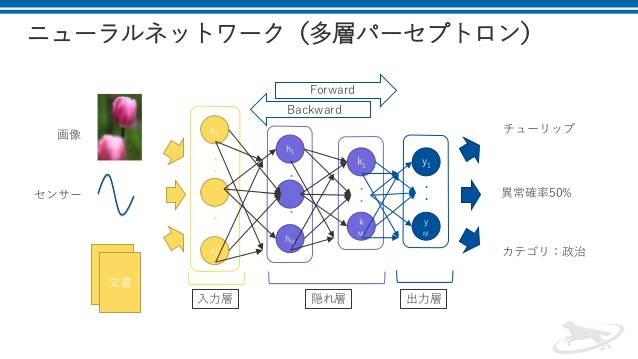 ニューラルネットワーク（多層パーセプトロン）
Forward
Backward
画像
センサー
文書
x1
h1
hM
k1
k
M
y1
y
M
チューリップ
異常確率50%
カテゴリ：政治
入力層
隠れ層
出力層